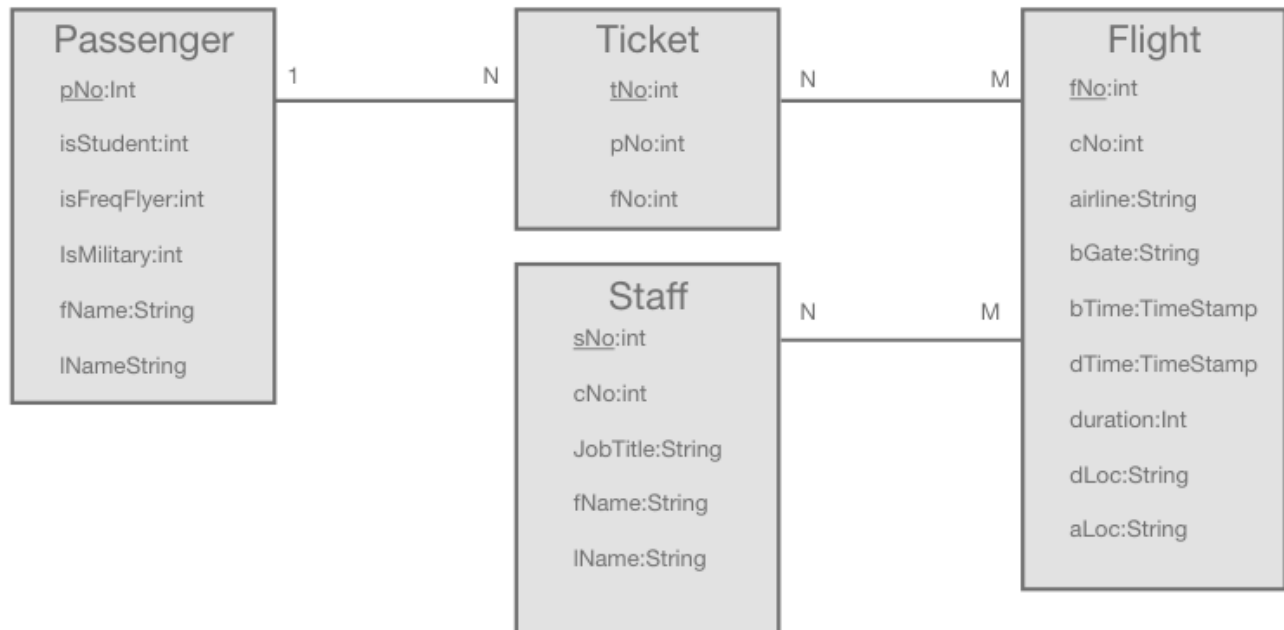 Passenger
pNo:Int
isStudent:int
isFreqFlyer:int
IsMilitary:int
fName:String
lNameString
1
N
Ticket
tNo:int
pNo:int
fNo:int
N
M
Staff
sNo:int
cNo:int
JobTitle:String
fName:String
lName:String
N
M
Flight
fNo:int
cNo:int
airline:String
bGate:String
bTime:TimeStamp
dTime:TimeStamp
duration:Int
dLoc:String
aLoc:String